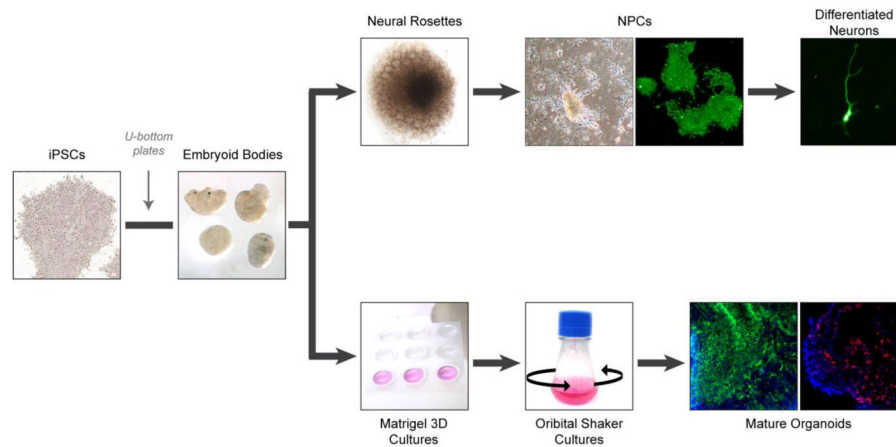 Neural Rosettes
NPCs
Differentiated
Neurons
U-bottom
plates
iPSCs
Embryoid Bodies
Matrigel 3D
Cultures
Oribital Shaker
Cultures
Mature Organoids